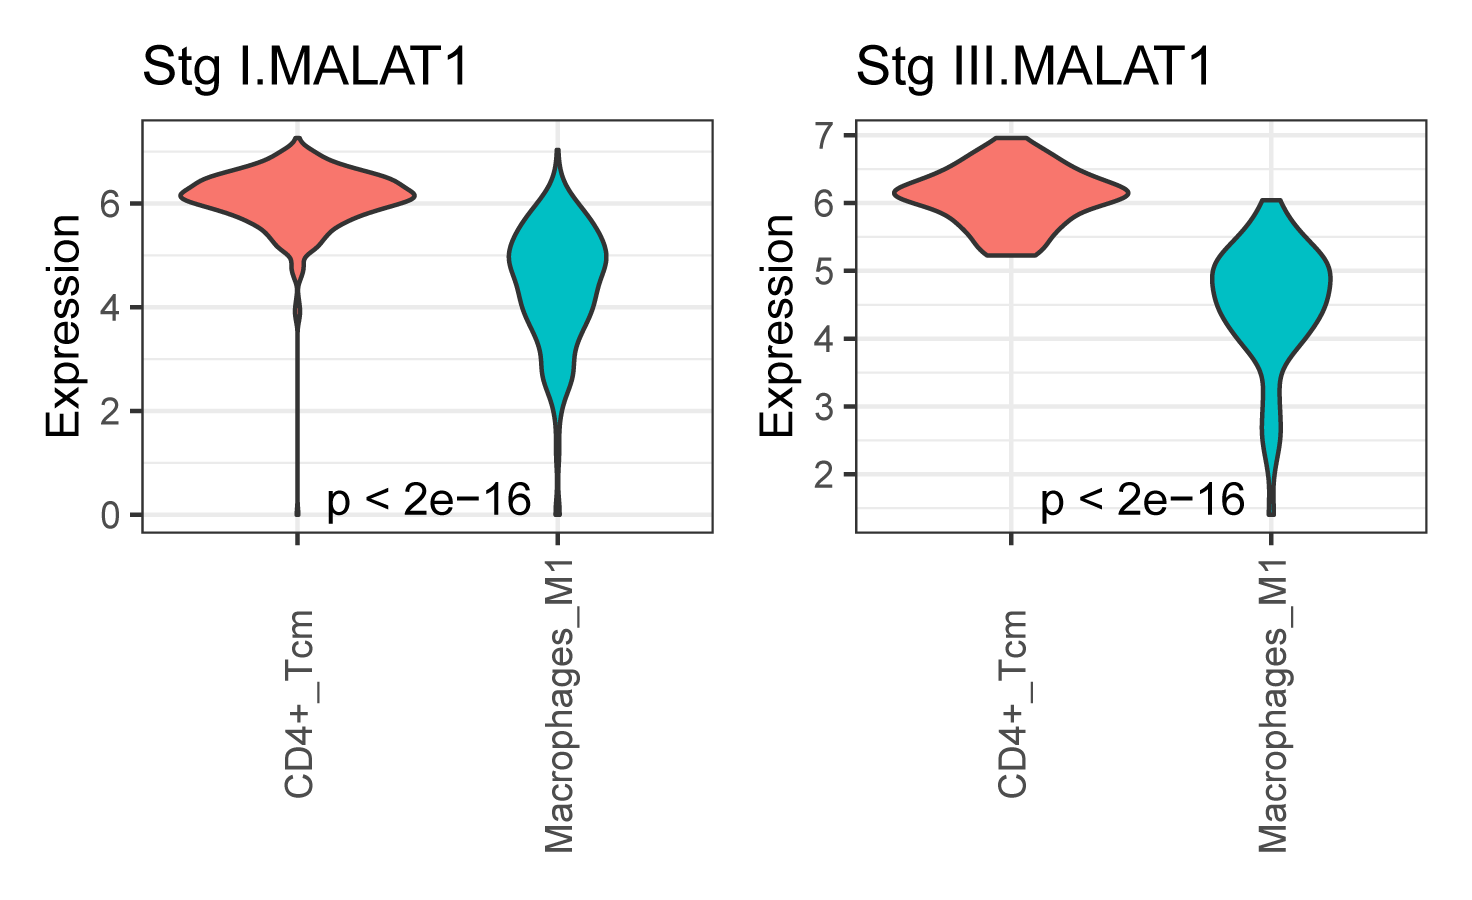 Stg I.MALAT1
Expression
6
4
2
0
p < 2e−16
CD4+_Tcm
Macrophages_M1
Stg III.MALAT1
Expression
7
6
5
4
3
2
p < 2e−16
CD4+_Tcm
Macrophages_M1